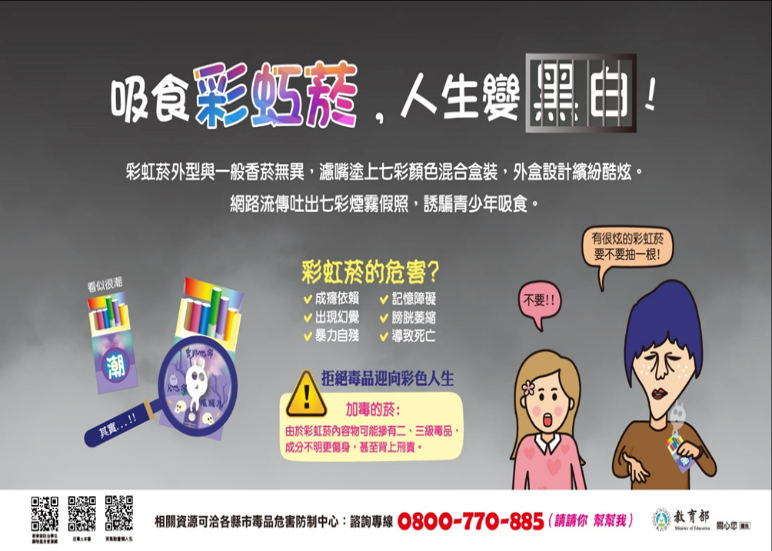 吸食彩虹菸，人生變黑白！
彩虹菸外型與一般香菸無異，濾嘴塗上七彩顏色混合盒裝，外盒設計繽紛酷炫。
網路流傳吐出七彩煙霧假照，誘騙青少年吸食。
有很炫的彩虹菸
要不要抽一根!
不要!!
彩虹菸的危害?
成癮依賴
記憶障礙
出現幻覺
膀胱萎縮
暴力自殘
導致死亡
看似很潮
潮
其實...!!
拒絕毒品迎向彩色人生
加毒的菸：
由於彩虹菸內容物可能摻有二、三級毒品，
成分不明更傷身，甚至背上刑責。
相關資源可洽各縣市毒品危害防制中心：諮詢專線 0800-770-885 (請請你 幫幫我)
教育部
Ministry of Education
關心您